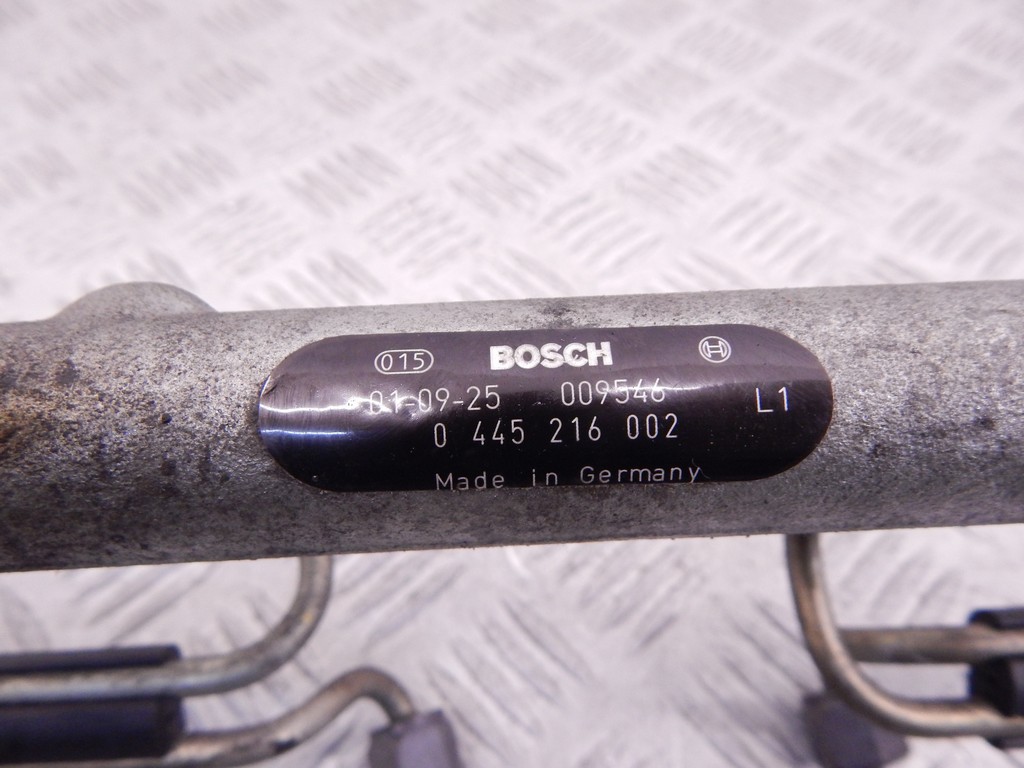 015 BOSCH
01-09-25 009546 L1
0 445 216 002
Made in Germany